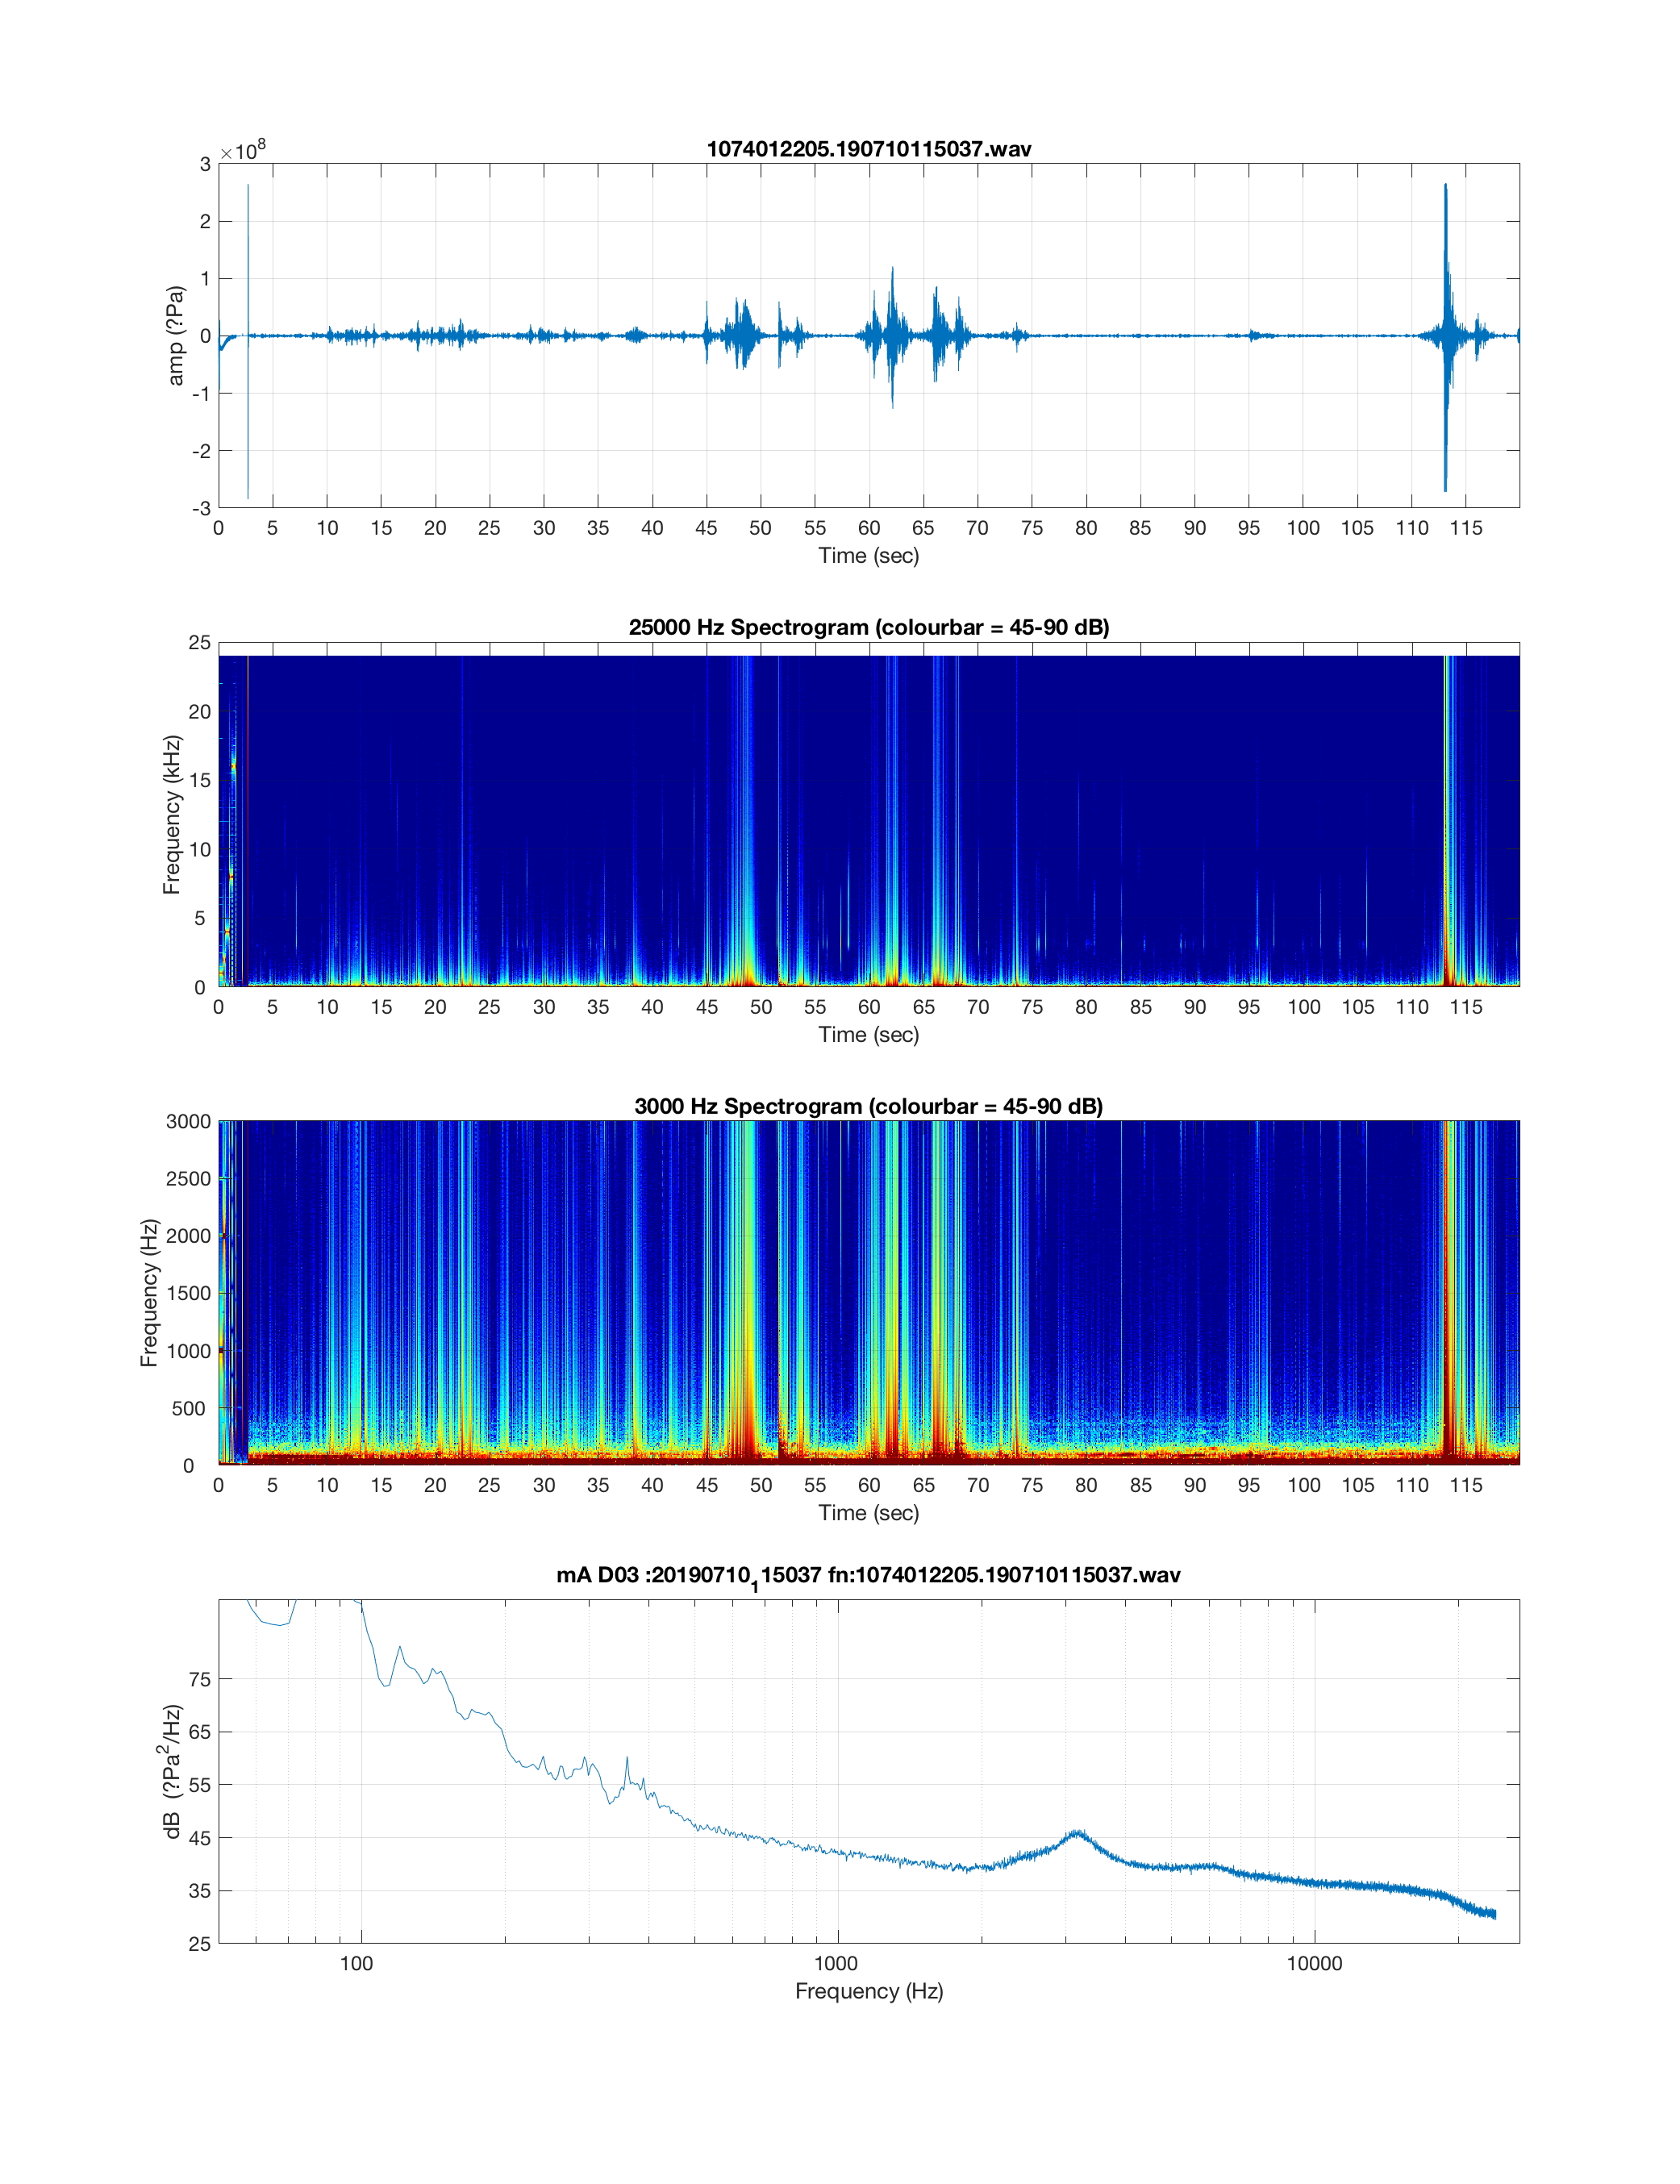 1074012205.190710115037.wav
×10^8
3
2
1
0
-1
-2
-3
amp (?Pa)
0 5 10 15 20 25 30 35 40 45 50 55 60 65 70 75 80 85 90 95 100 105 110 115
Time (sec)
25000 Hz Spectrogram (colourbar = 45-90 dB)
25
20
15
10
5
0
Frequency (kHz)
0 5 10 15 20 25 30 35 40 45 50 55 60 65 70 75 80 85 90 95 100 105 110 115
Time (sec)
3000 Hz Spectrogram (colourbar = 45-90 dB)
3000
2500
2000
1500
1000
500
0
Frequency (Hz)
0 5 10 15 20 25 30 35 40 45 50 55 60 65 70 75 80 85 90 95 100 105 110 115
Time (sec)
mA D03 :20190710_115037 fn:1074012205.190710115037.wav
75
65
55
45
35
25
dB (?Pa^2/Hz)
100 1000 10000
Frequency (Hz)